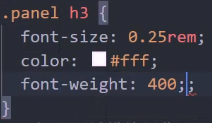 .panel h3 {
font-size: 0.25rem;
color: #fff;
font-weight: 400;;
}